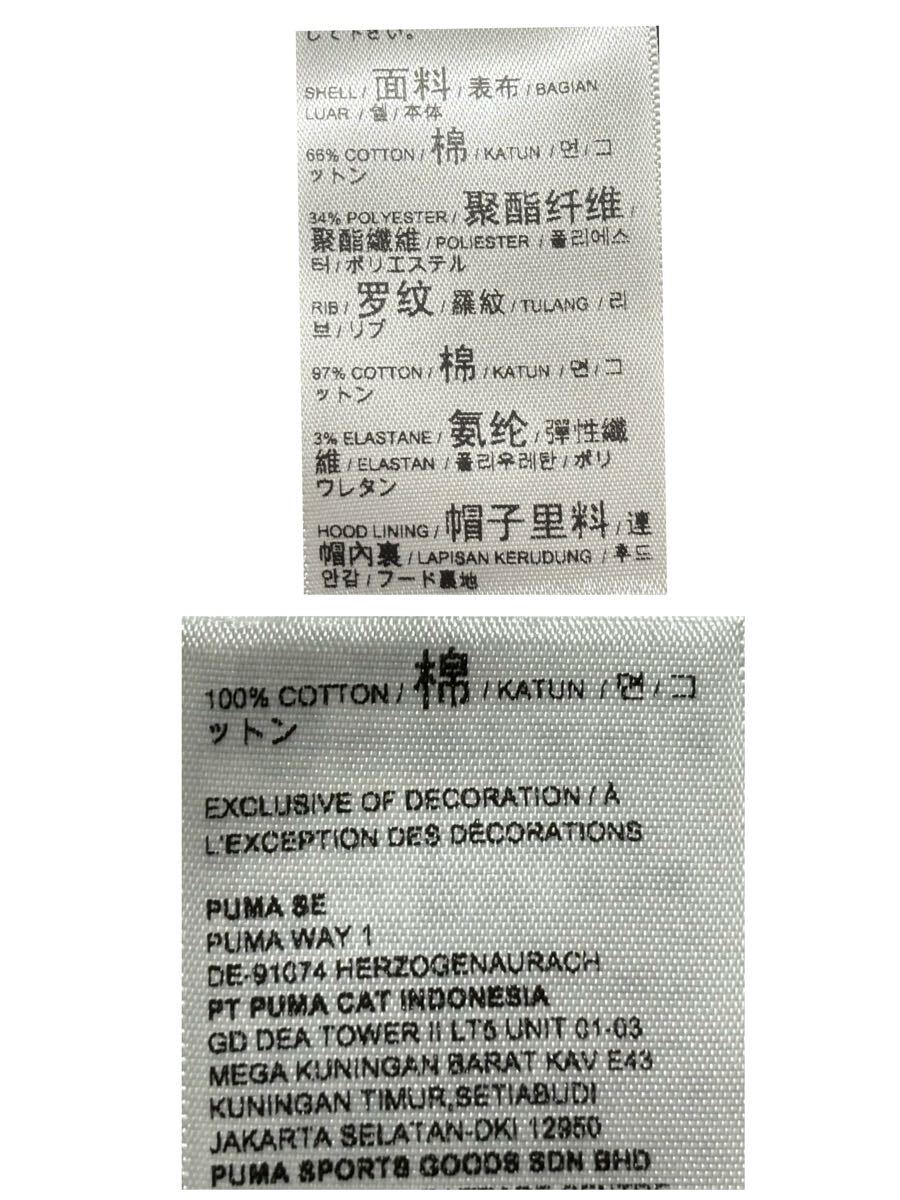 して下さい。
SHELL / 面料 / 表布 / BAGIAN
LUAR / 쉘 / 本体
66% COTTON / 棉 / KATUN / 면 / コ
ットン
34% POLYESTER / 聚酯纤维 /
聚酯纖維 / POLIESTER / 폴리에스
터 / ポリエステル
RIB / 罗纹 / 羅紋 / TULANG / 리
브 / リブ
97% COTTON / 棉 / KATUN / 면 / コ
ットン
3% ELASTANE / 氨纶 / 彈性纖
維 / ELASTAN / 폴리우레탄 / ポリ
ウレタン
HOOD LINING / 帽子里料 / 連
帽內裏 / LAPISAN KERUDUNG / 후드
안감 / フード裏地
100% COTTON / 棉 / KATUN / 면 / コ
ットン
EXCLUSIVE OF DECORATION / À
L'EXCEPTION DES DÉCORATIONS
PUMA SE
PUMA WAY 1
DE-91074 HERZOGENAURACH
PT PUMA CAT INDONESIA
GD DEA TOWER II LT5 UNIT 01-03
MEGA KUNINGAN BARAT KAV E43
KUNINGAN TIMUR,SETIABUDI
JAKARTA SELATAN-DKI 12950
PUMA SPORTS GOODS SDN BHD